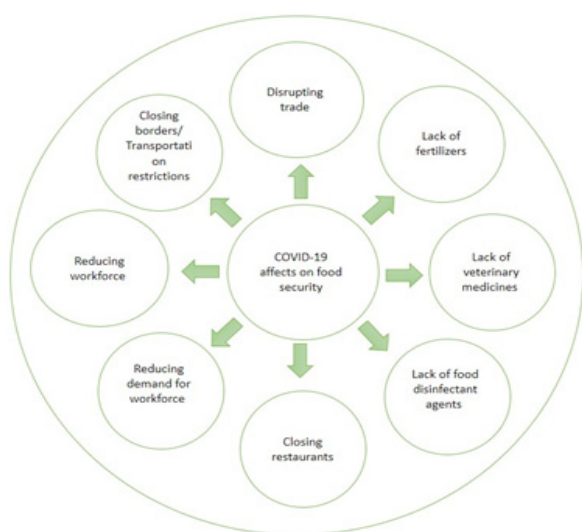 Disrupting
trade
Closing
borders/
Transportati
on
restrictions
Lack of
fertilizers
Reducing
workforce
COVID-19
affects on food
security
Lack of
veterinary
medicines
Reducing
demand for
workforce
Lack of food
disinfectant
agents
Closing
restaurants